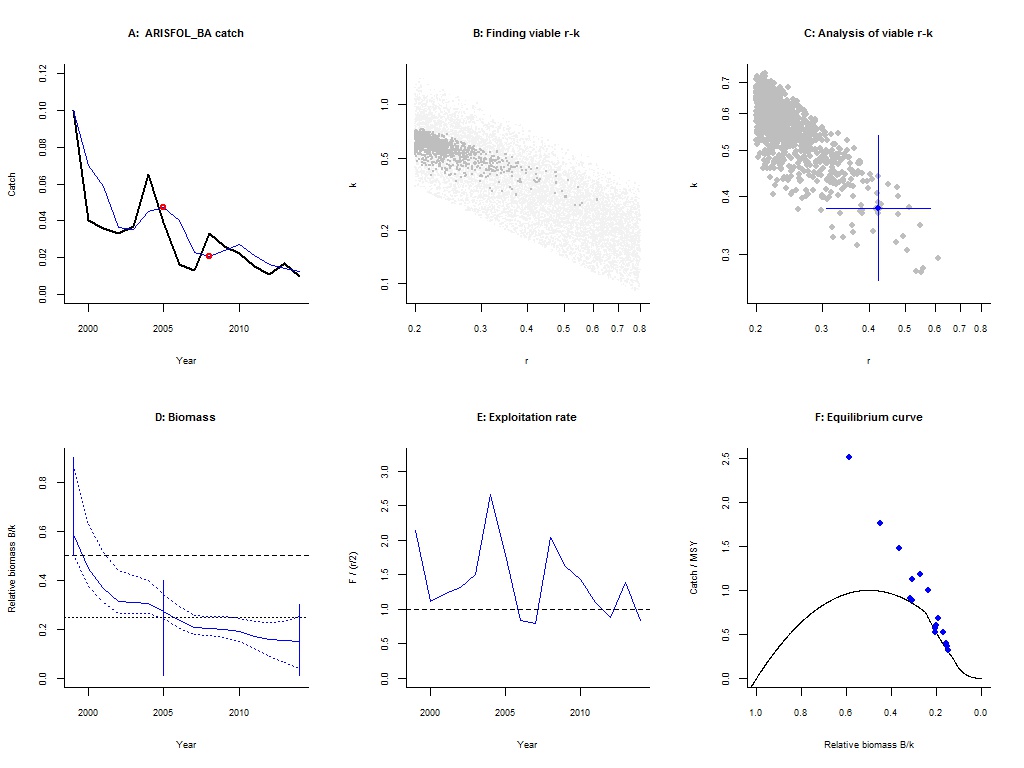 A: ARISFOL_BA catch
Catch
0.00 0.02 0.04 0.06 0.08 0.10 0.12
2000 2005 2010
Year
B: Finding viable r-k
k
0.1 0.2 0.5 1.0
0.2 0.3 0.4 0.5 0.6 0.7 0.8
r
C: Analysis of viable r-k
k
0.3 0.4 0.5 0.6 0.7
0.2 0.3 0.4 0.5 0.6 0.7 0.8
r
D: Biomass
Relative biomass B/k
0.0 0.2 0.4 0.6 0.8
2000 2005 2010
Year
E: Exploitation rate
F / (r/2)
0.0 0.5 1.0 1.5 2.0 2.5 3.0
2000 2005 2010
Year
F: Equilibrium curve
Catch / MSY
0.0 0.5 1.0 1.5 2.0 2.5
1.0 0.8 0.6 0.4 0.2 0.0
Relative biomass B/k